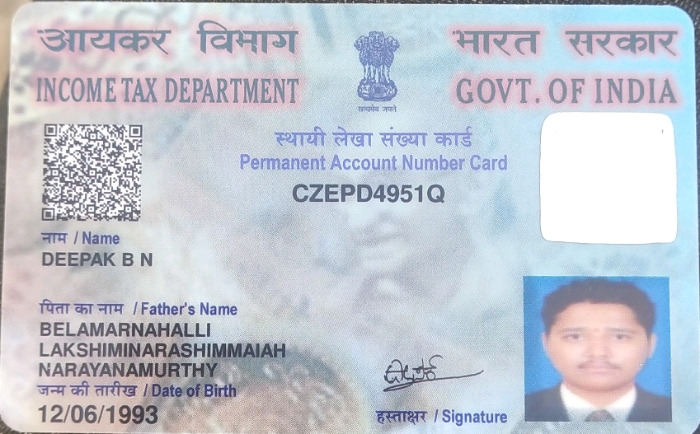 आयकर विभाग
INCOME TAX DEPARTMENT
भारत सरकार
GOVT. OF INDIA
सत्यमेव जयते
स्थायी लेखा संख्या कार्ड
Permanent Account Number Card
CZEPD4951Q
नाम / Name
DEEPAK B N
पिता का नाम / Father's Name
BELAMARNAHALLI
LAKSHIMINARASHIMMAIAH
NARAYANAMURTHY
जन्म की तारीख / Date of Birth
12/06/1993
हस्ताक्षर / Signature